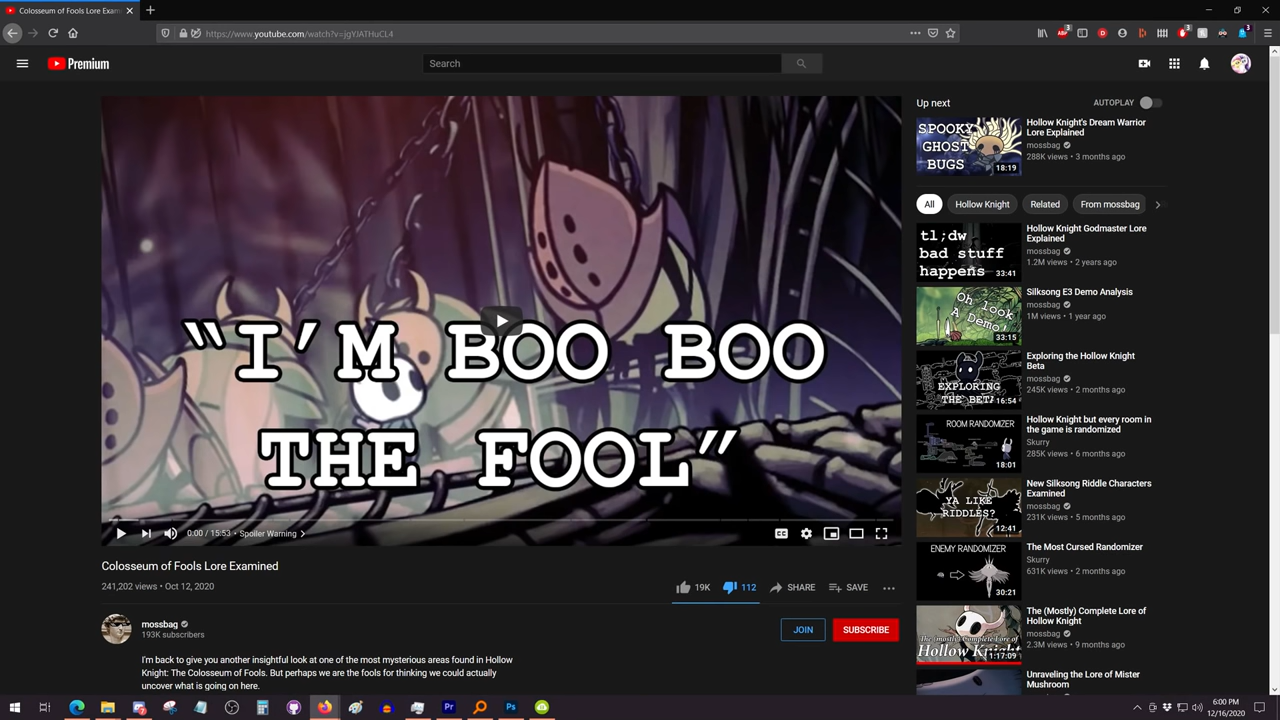 Colosseum of Fools Lore Exam
https://www.youtube.com/watch?v=jgYJATHuCL4
Premium
Search
"I'M BOO BOO
THE FOOL"
0:00 / 15:53 • Spoiler Warning
Colosseum of Fools Lore Examined
241,202 views • Oct 12, 2020
19K
112
SHARE
SAVE
mossbag
193K subscribers
JOIN
SUBSCRIBE
I'm back to give you another insightful look at one of the most mysterious areas found in Hollow
Knight: The Colosseum of Fools. But perhaps we are the fools for thinking we could actually
uncover what is going on here.
Up next
AUTOPLAY
SPOOKY
GHOST
BUGS
18:19
Hollow Knight's Dream Warrior
Lore Explained
mossbag
288K views • 3 months ago
All
Hollow Knight
Related
From mossbag
tl;dw
bad stuff
happens
33:41
Hollow Knight Godmaster Lore
Explained
mossbag
1.2M views • 2 years ago
Oh look
A Demo!
33:15
Silksong E3 Demo Analysis
mossbag
1M views • 1 year ago
EXPLORING
THE BETA
16:54
Exploring the Hollow Knight
Beta
mossbag
245K views • 2 months ago
ROOM RANDOMIZER
18:01
Hollow Knight but every room in
the game is randomized
Skurry
285K views • 6 months ago
YA LIKE
RIDDLES?
12:41
New Silksong Riddle Characters
Examined
mossbag
231K views • 5 months ago
ENEMY RANDOMIZER
30:21
The Most Cursed Randomizer
Skurry
631K views • 2 months ago
The (mostly) Complete Lore of
Hollow Knight
1:17:09
The (Mostly) Complete Lore of
Hollow Knight
mossbag
2.3M views • 9 months ago
Unraveling the Lore of Mister
Mushroom
6:00 PM
12/16/2020